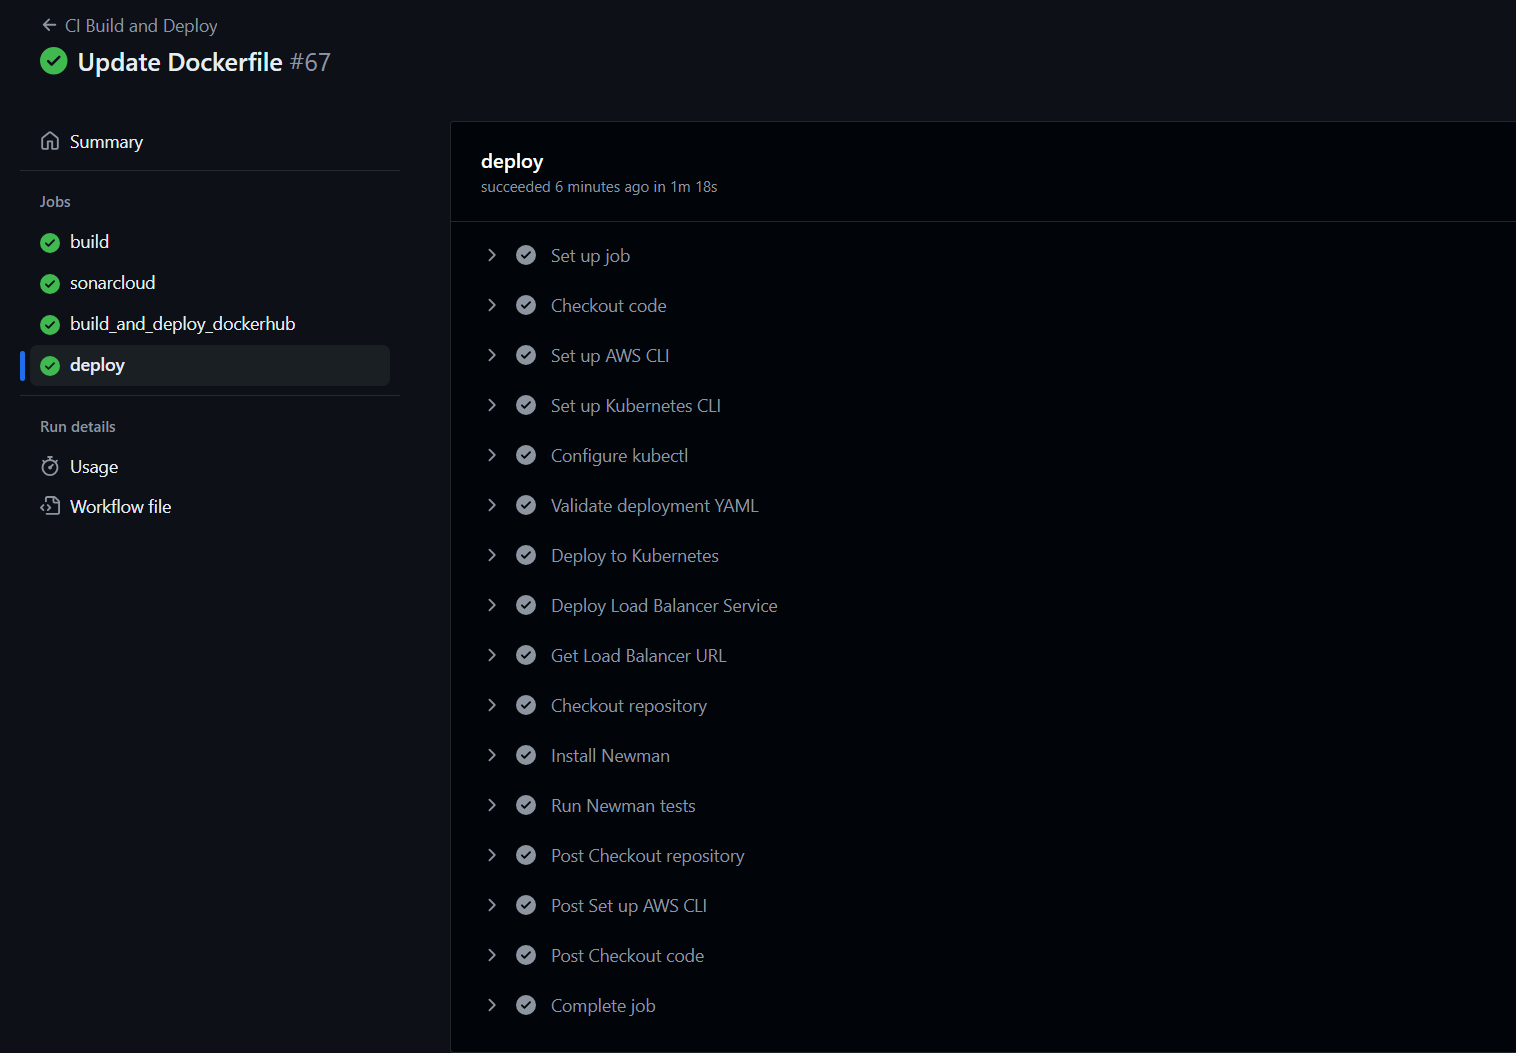 CI Build and Deploy
Update Dockerfile #67
Summary
Jobs
build
sonarcloud
build_and_deploy_dockerhub
deploy
Run details
Usage
Workflow file
deploy
succeeded 6 minutes ago in 1m 18s
Set up job
Checkout code
Set up AWS CLI
Set up Kubernetes CLI
Configure kubectl
Validate deployment YAML
Deploy to Kubernetes
Deploy Load Balancer Service
Get Load Balancer URL
Checkout repository
Install Newman
Run Newman tests
Post Checkout repository
Post Set up AWS CLI
Post Checkout code
Complete job